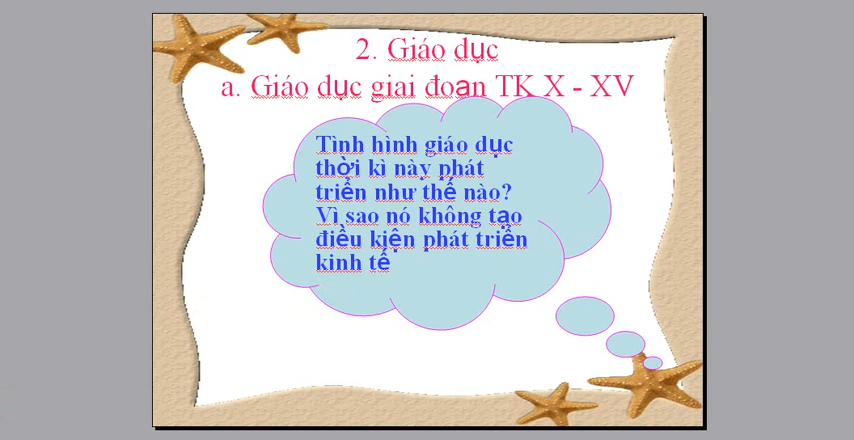 2. Giáo dục
a. Giáo dục giai đoạn TK X - XV
Tình hình giáo dục
thời kì này phát
triển như thế nào?
Vì sao nó không tạo
điều kiện phát triển
kinh tế